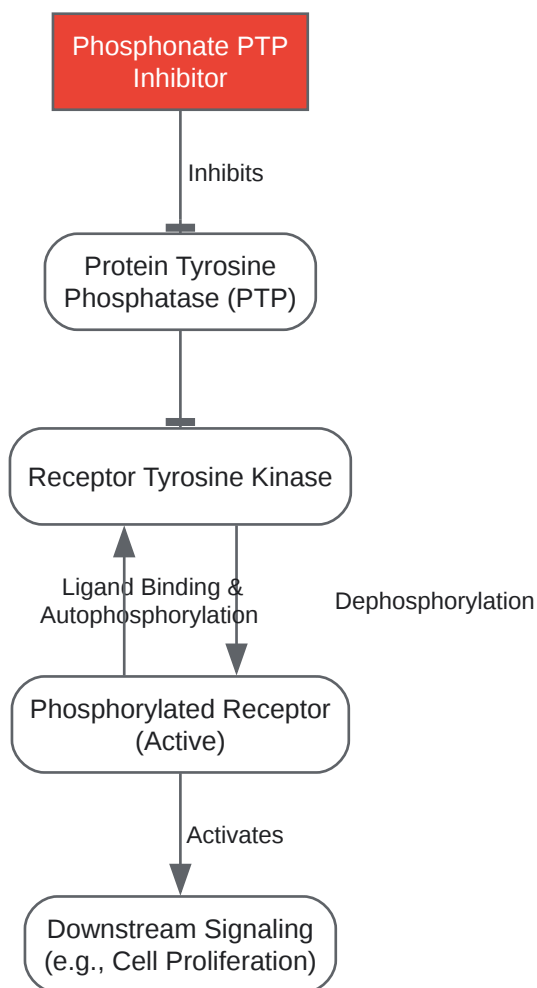 Phosphonate PTP
Inhibitor
Inhibits
Protein Tyrosine
Phosphatase (PTP)
Receptor Tyrosine Kinase
Ligand Binding &
Autophosphorylation
Dephosphorylation
Phosphorylated Receptor
(Active)
Activates
Downstream Signaling
(e.g., Cell Proliferation)